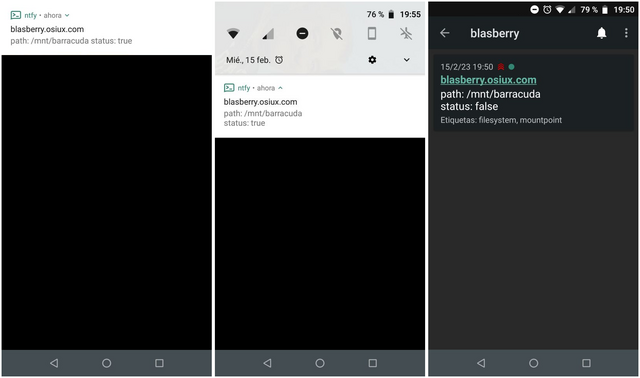 ntfy • ahora
blasberry.osiux.com
path: /mnt/barracuda status: true
76 % 19:55
Mié., 15 feb.
ntfy • ahora
blasberry.osiux.com
path: /mnt/barracuda
status: true
79 % 19:50
blasberry
15/2/23 19:50
blasberry.osiux.com
path: /mnt/barracuda
status: false
Etiquetas: filesystem, mountpoint